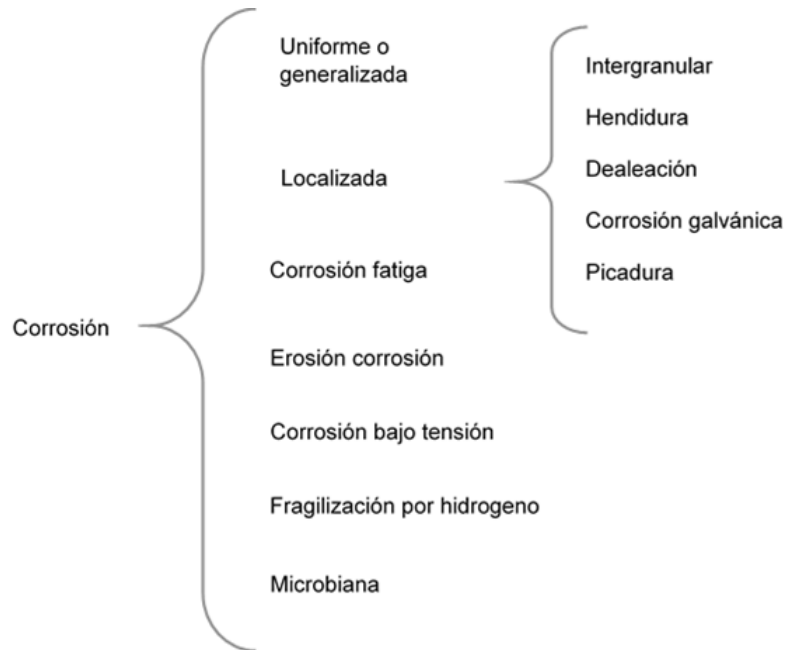 Corrosión
Uniforme o
generalizada
Localizada
Corrosión fatiga
Erosión corrosión
Corrosión bajo tensión
Fragilización por hidrogeno
Microbiana
Intergranular
Hendidura
Dealeación
Corrosión galvánica
Picadura